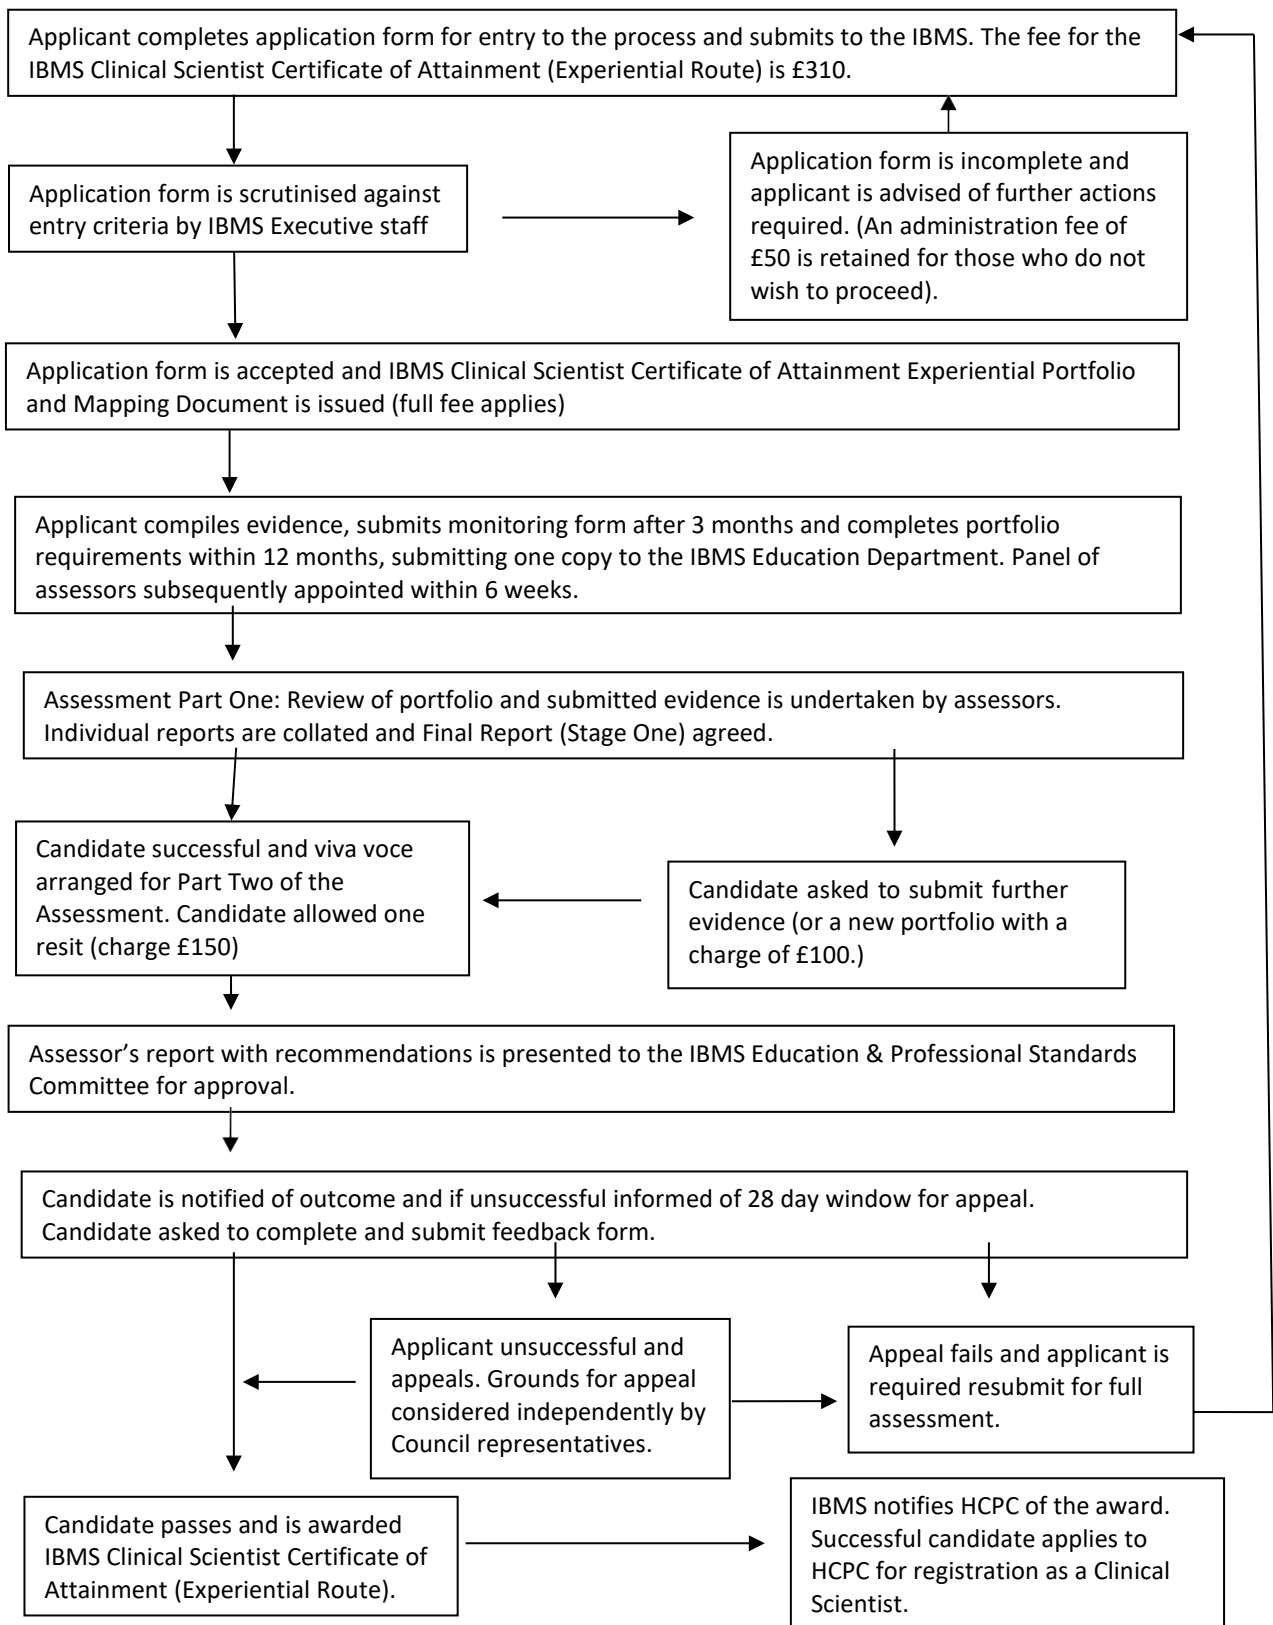 Applicant completes application form for entry to the process and submits to the IBMS. The fee for the
IBMS Clinical Scientist Certificate of Attainment (Experiential Route) is £310.
Application form is scrutinised against
entry criteria by IBMS Executive staff
Application form is incomplete and
applicant is advised of further actions
required. (An administration fee of
£50 is retained for those who do not
wish to proceed).
Application form is accepted and IBMS Clinical Scientist Certificate of Attainment Experiential Portfolio
and Mapping Document is issued (full fee applies)
Applicant compiles evidence, submits monitoring form after 3 months and completes portfolio
requirements within 12 months, submitting one copy to the IBMS Education Department. Panel of
assessors subsequently appointed within 6 weeks.
Assessment Part One: Review of portfolio and submitted evidence is undertaken by assessors.
Individual reports are collated and Final Report (Stage One) agreed.
Candidate successful and viva voce
arranged for Part Two of the
Assessment. Candidate allowed one
resit (charge £150)
Candidate asked to submit further
evidence (or a new portfolio with a
charge of £100.)
Assessor’s report with recommendations is presented to the IBMS Education & Professional Standards
Committee for approval.
Candidate is notified of outcome and if unsuccessful informed of 28 day window for appeal.
Candidate asked to complete and submit feedback form.
Applicant unsuccessful and
appeals. Grounds for appeal
considered independently by
Council representatives.
Appeal fails and applicant is
required resubmit for full
assessment.
Candidate passes and is awarded
IBMS Clinical Scientist Certificate of
Attainment (Experiential Route).
IBMS notifies HCPC of the award.
Successful candidate applies to
HCPC for registration as a Clinical
Scientist.